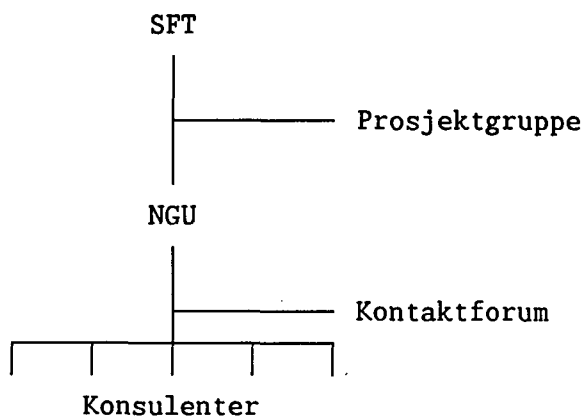 SFT
Prosjektgruppe
NGU
Kontaktforum
Konsulenter